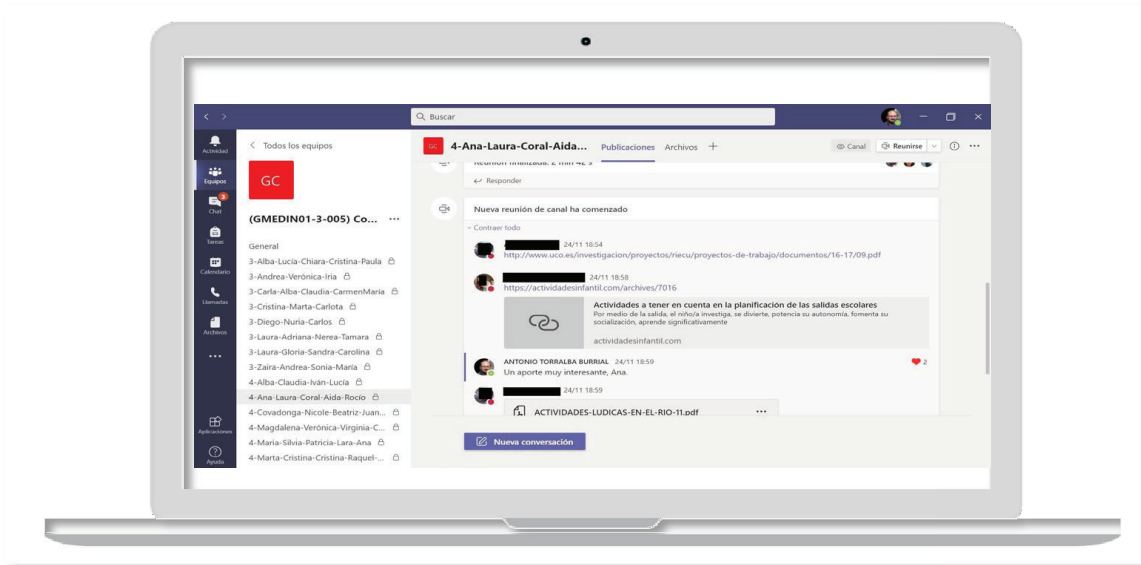 Buscar
Actividad
Equipos
3
Chat
Tareas
Calendario
Llamadas
Archivos
Aplicaciones
Ayuda
Todos los equipos
GC
(GMEDIN01-3-005) Co... ...
General
3-Alba-Lucía-Chiara-Cristina-Paula
3-Andrea-Verónica-Iria
3-Carla-Alba-Claudia-CarmenMaría
3-Cristina-Marta-Carlota
3-Diego-Nuria-Carlos
3-Laura-Adriana-Nerea-Tamara
3-Laura-Gloria-Sandra-Carolina
3-Zaira-Andrea-Sonia-María
4-Alba-Claudia-Iván-Lucía
4-Ana-Laura-Coral-Aida-Rocío
4-Covadonga-Nicole-Beatriz-Juan...
4-Magdalena-Verónica-Virginia-C...
4-Maria-Silvia-Patricia-Lara-Ana
4-Marta-Cristina-Cristina-Raquel-...
GC 4-Ana-Laura-Coral-Aida... Publicaciones Archivos + Canal Reunirse
Reunión finalizada: 2 min 42 s
Responder
Nueva reunión de canal ha comenzado
Contraer todo
24/11 18:54
http://www.uco.es/investigacion/proyectos/riecu/proyectos-de-trabajo/documentos/16-17/09.pdf
24/11 18:58
https://actividadesinfantil.com/archives/7016
Actividades a tener en cuenta en la planificación de las salidas escolares
Por medio de la salida, el niño/a investiga, se divierte, potencia su autonomía, fomenta su
socialización, aprende significativamente
actividadesinfantil.com
ANTONIO TORRALBA BURRIAL 24/11 18:59
2
Un aporte muy interesante, Ana.
24/11 18:59
ACTIVIDADES-LUDICAS-EN-EL-RIO-11.pdf ...
Nueva conversación